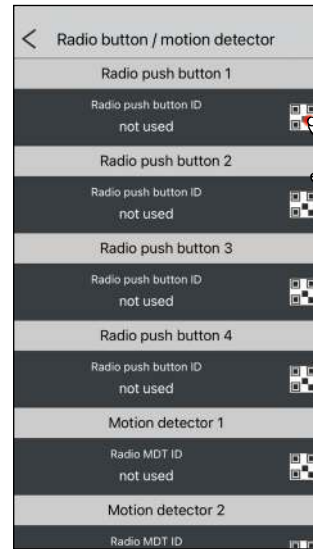 Radio button / motion detector
Radio push button 1
Radio push button ID
not used
Radio push button 2
Radio push button ID
not used
Radio push button 3
Radio push button ID
not used
Radio push button 4
Radio push button ID
not used
Motion detector 1
Radio MDT ID
not used
Motion detector 2
Radio MDT ID